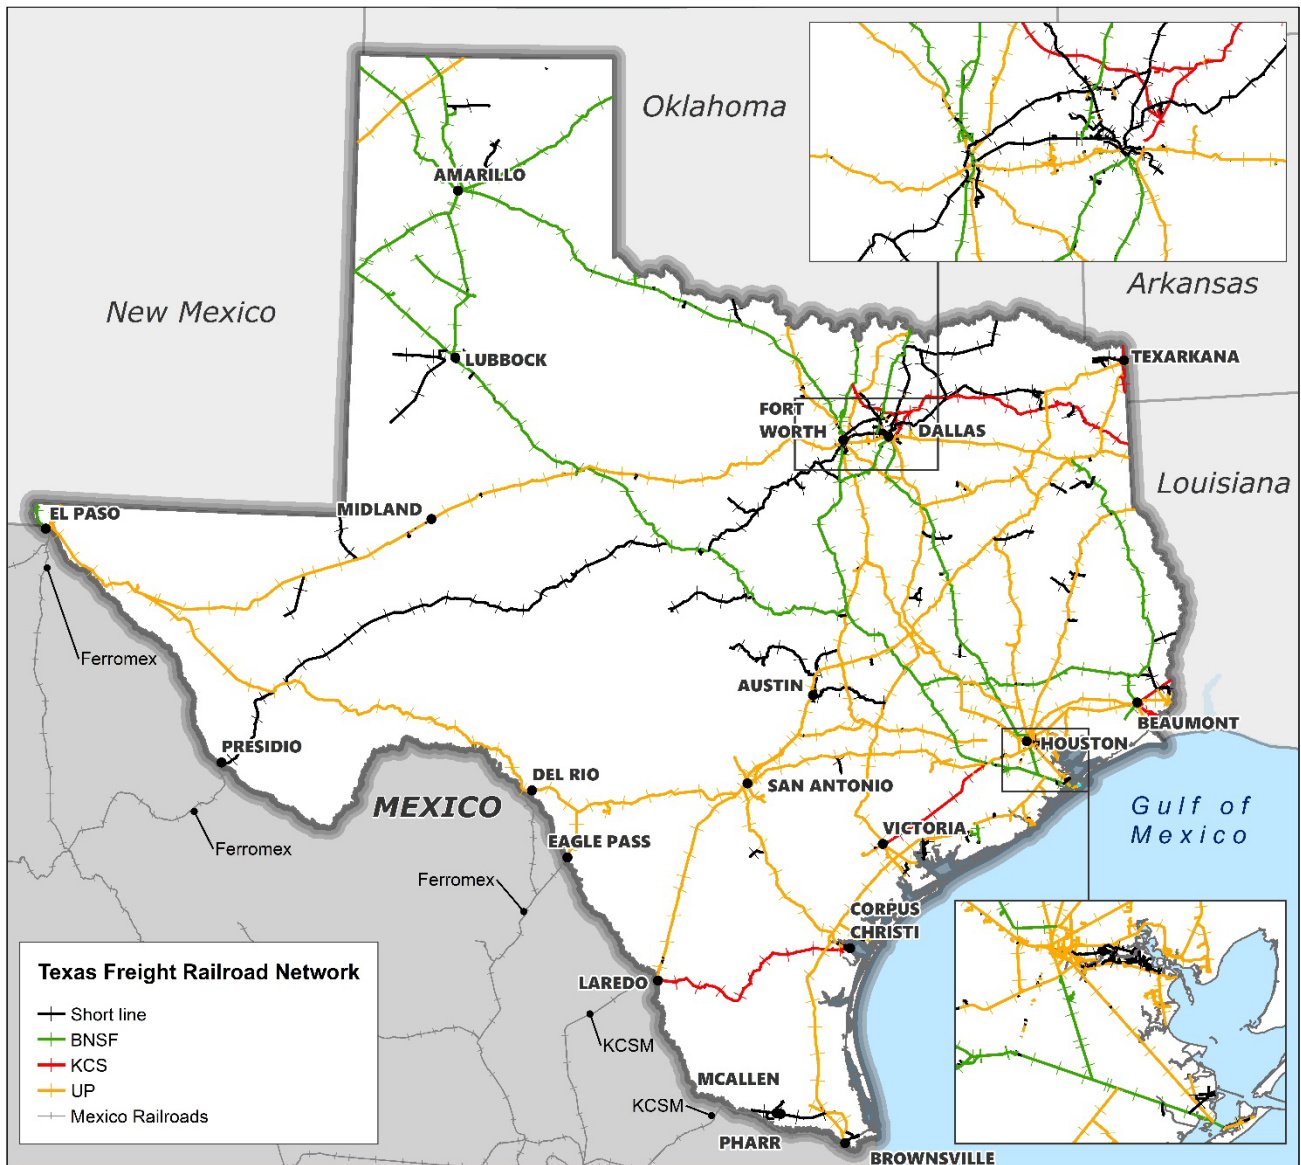 Oklahoma
Arkansas
New Mexico
AMARILLO
LUBBOCK
TEXARKANA
FORT
WORTH
DALLAS
Louisiana
MIDLAND
EL PASO
Ferromex
AUSTIN
BEAUMONT
HOUSTON
PRESIDIO
DEL RIO
SAN ANTONIO
MEXICO
Gulf of
Mexico
VICTORIA
EAGLE PASS
Ferromex
Ferromex
CORPUS
CHRISTI
LAREDO
KCSM
MCALLEN
KCSM
PHARR
BROWNSVILLE
Texas Freight Railroad Network
Short line
BNSF
KCS
UP
Mexico Railroads